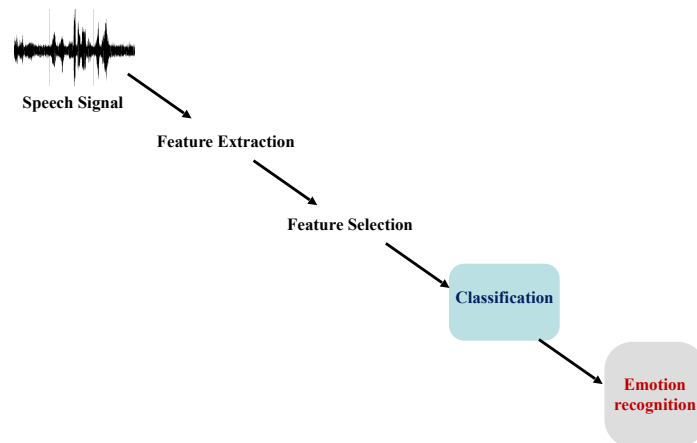 Speech Signal
Feature Extraction
Feature Selection
Classification
Emotion
recognition